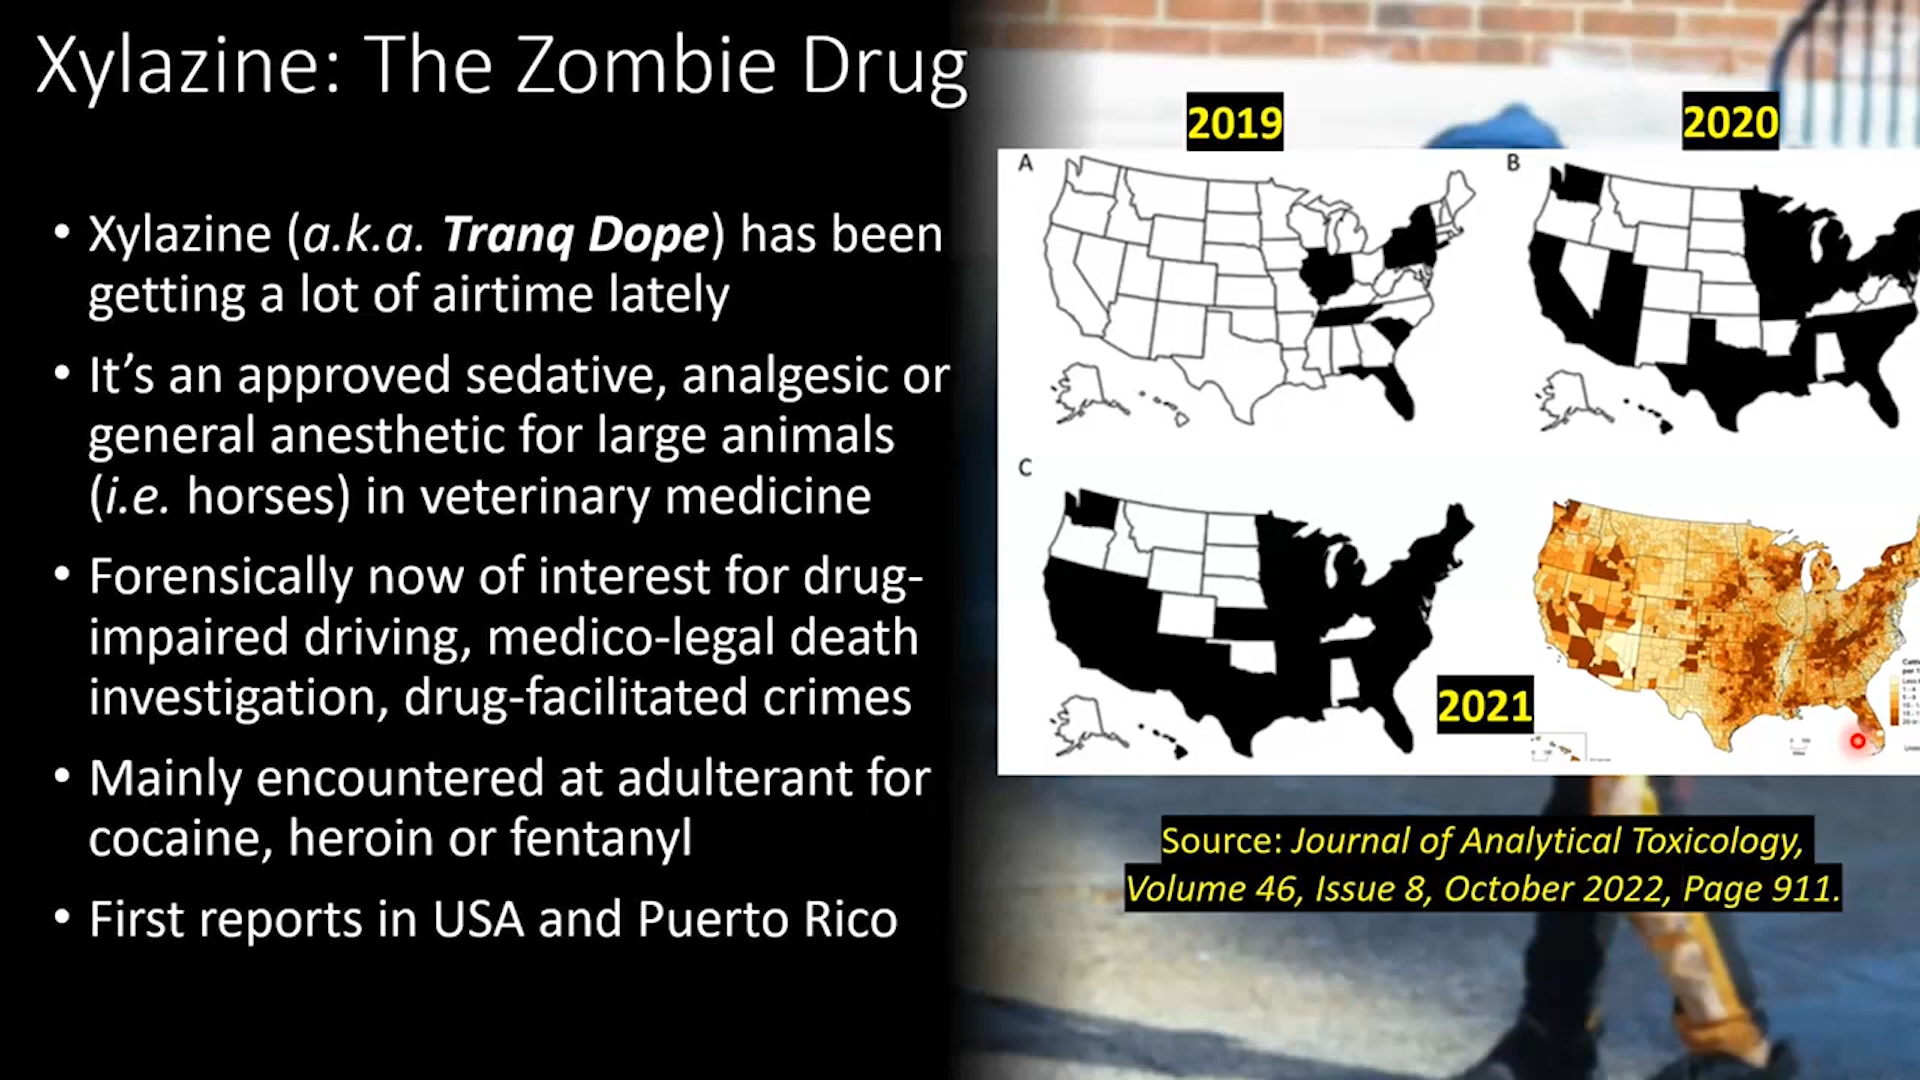 Xylazine: The Zombie Drug
• Xylazine (a.k.a. Tranq Dope) has been
getting a lot of airtime lately
• It’s an approved sedative, analgesic or
general anesthetic for large animals
(i.e. horses) in veterinary medicine
• Forensically now of interest for drug-
impaired driving, medico-legal death
investigation, drug-facilitated crimes
• Mainly encountered at adulterant for
cocaine, heroin or fentanyl
• First reports in USA and Puerto Rico
2019
2020
A
B
C
2021
Source: Journal of Analytical Toxicology,
Volume 46, Issue 8, October 2022, Page 911.